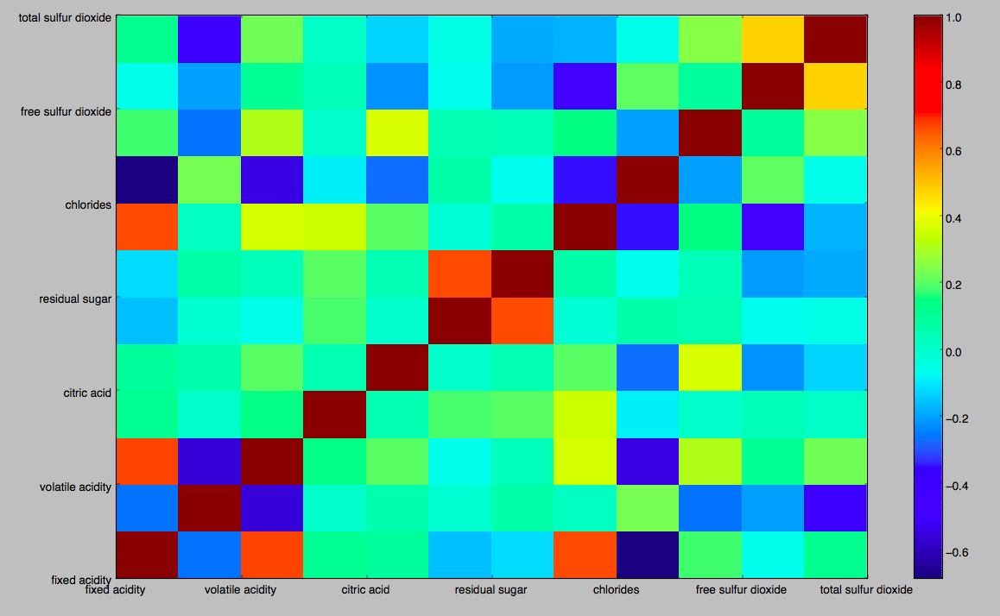 total sulfur dioxide
free sulfur dioxide
chlorides
residual sugar
citric acid
volatile acidity
fixed acidity
fixed acidity volatile acidity citric acid residual sugar chlorides free sulfur dioxide total sulfur dioxide
1.0
0.8
0.6
0.4
0.2
0.0
−0.2
−0.4
−0.6